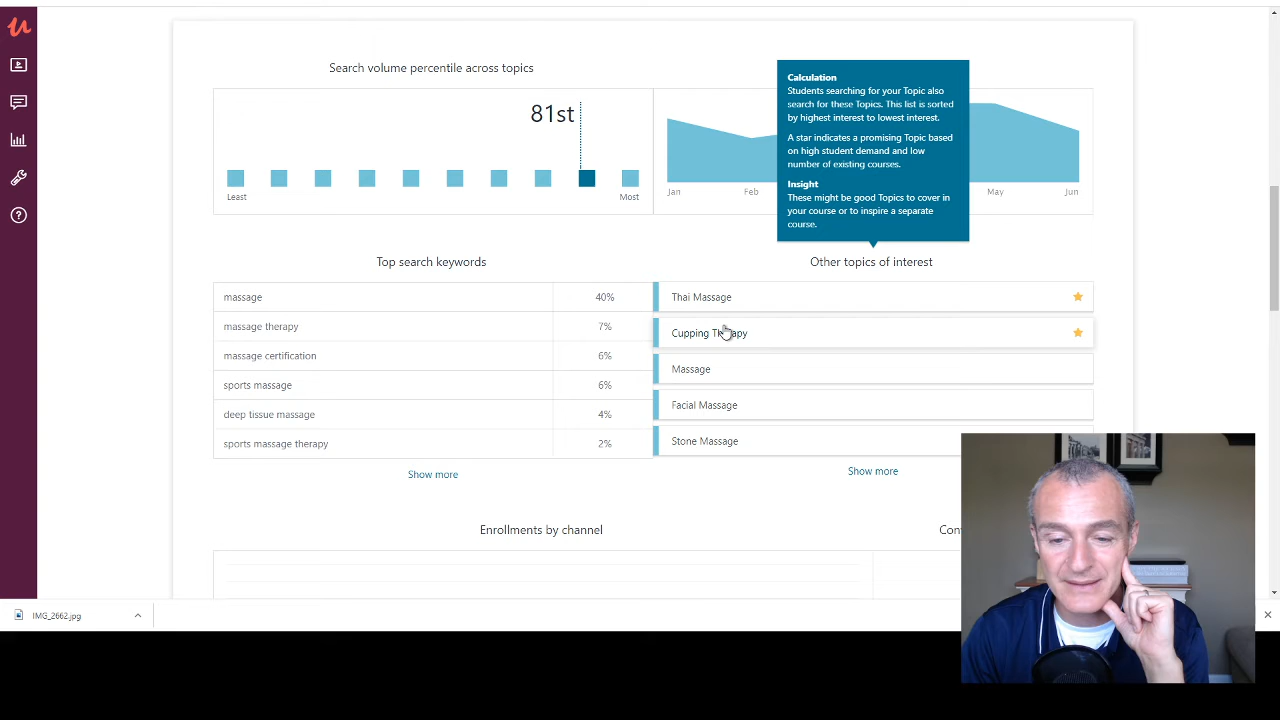 Search volume percentile across topics
81st
Least
Most
Jan
Feb
May
Jun
Calculation
Students searching for your Topic also
search for these Topics. This list is sorted
by highest interest to lowest interest.
A star indicates a promising Topic based
on high student demand and low
number of existing courses.
Insight
These might be good Topics to cover in
your course or to inspire a separate
course.
Top search keywords
massage 40%
massage therapy 7%
massage certification 6%
sports massage 6%
deep tissue massage 4%
sports massage therapy 2%
Show more
Other topics of interest
Thai Massage
Cupping Therapy
Massage
Facial Massage
Stone Massage
Show more
Enrollments by channel
IMG_2662.jpg